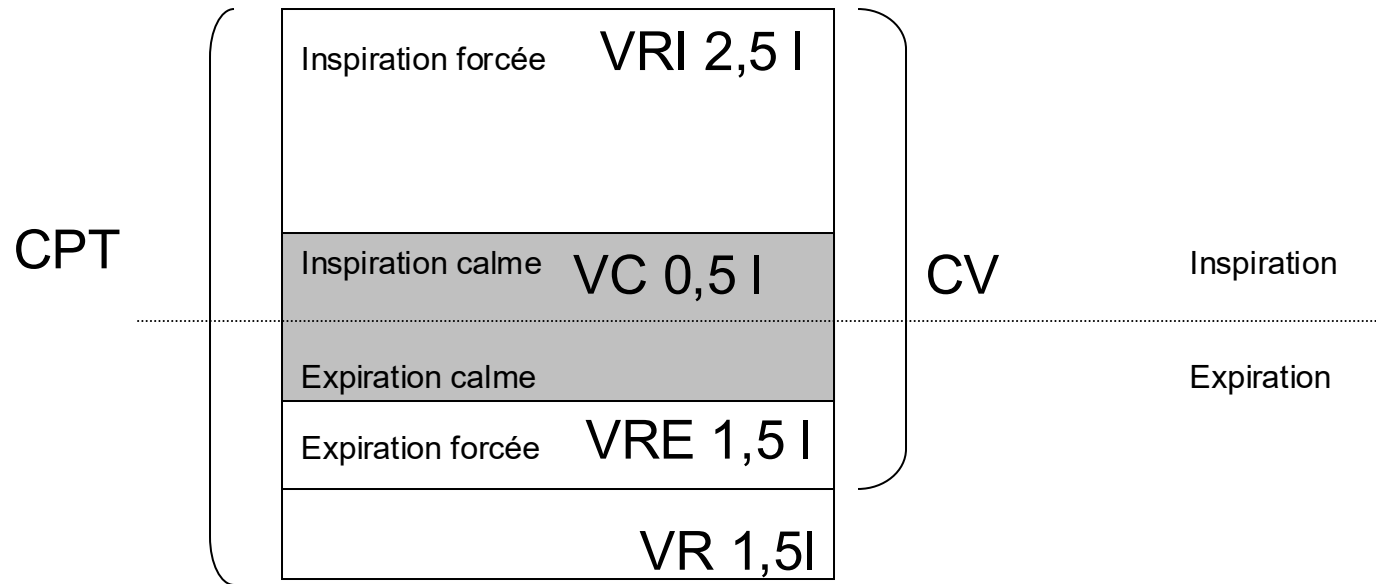 Inspiration forcée VRI 2,5 l
CPT
Inspiration calme VC 0,5 l
CV
Inspiration
Expiration calme
Expiration
Expiration forcée VRE 1,5 l
VR 1,5l